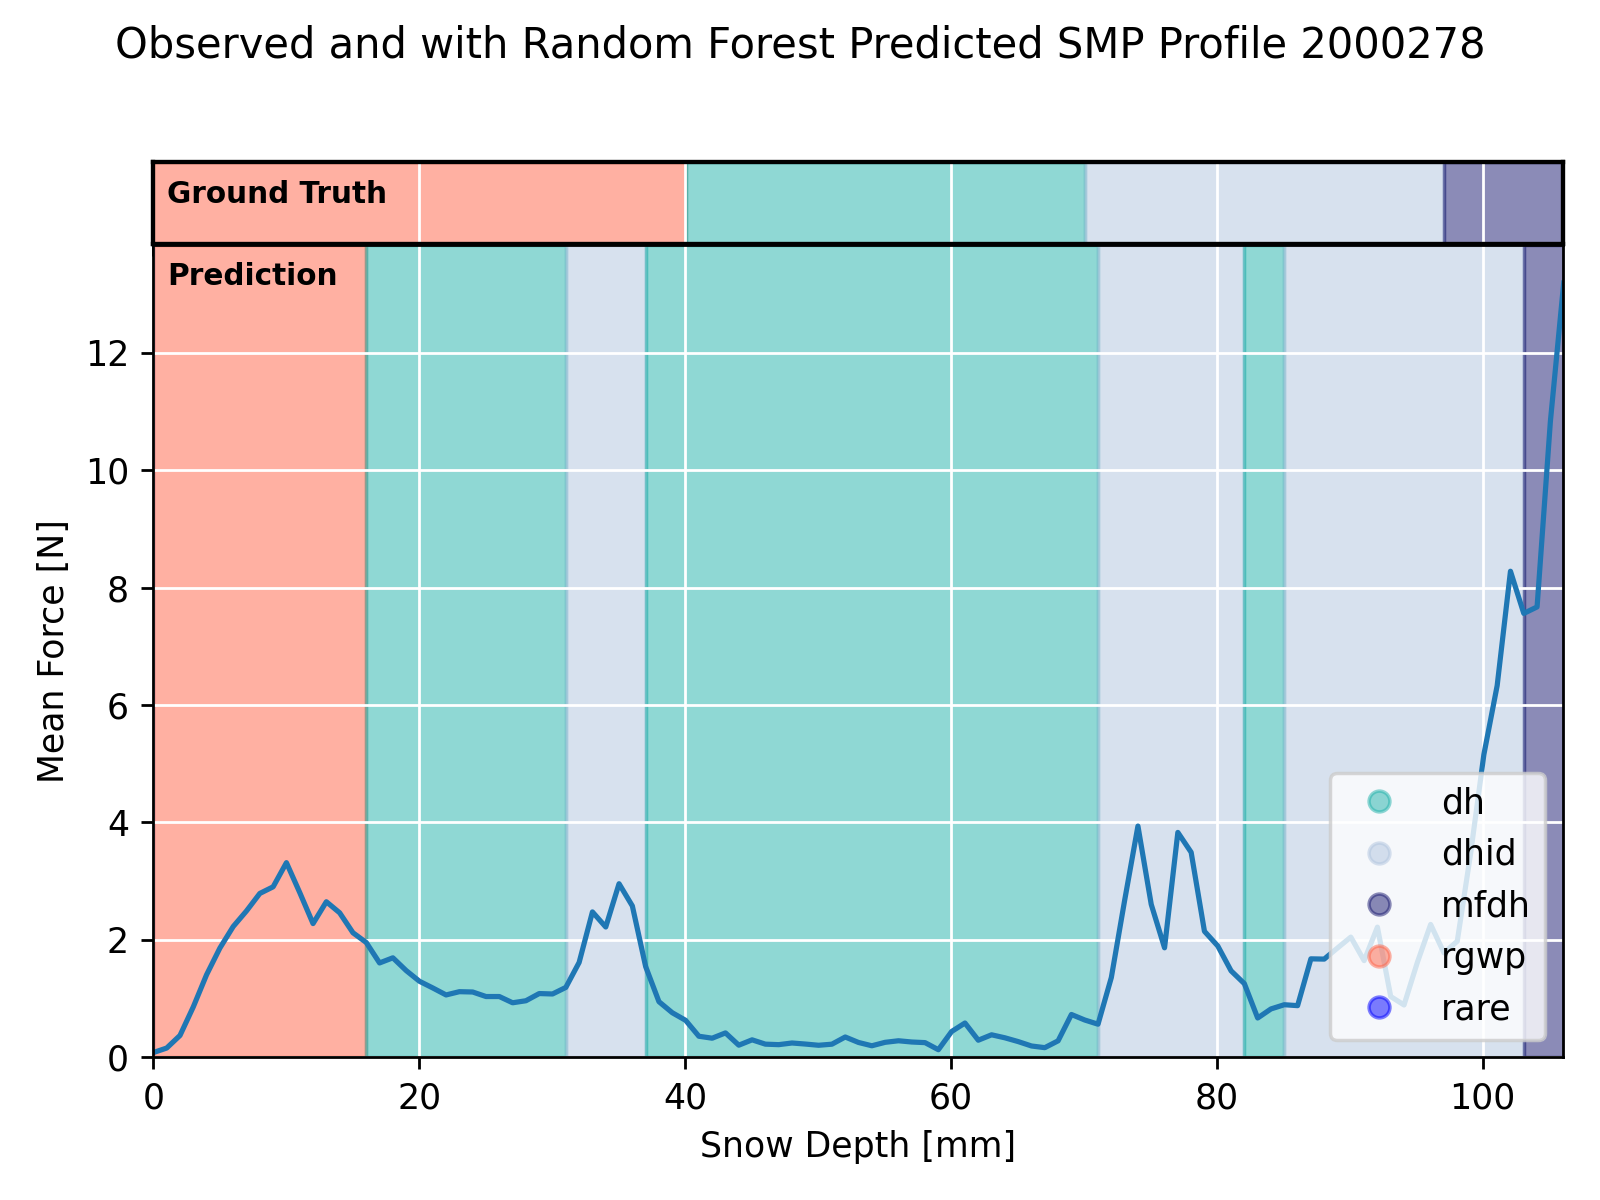 Observed and with Random Forest Predicted SMP Profile 2000278
Ground Truth
Prediction
12
10
8
6
4
2
0
Mean Force [N]
dh
dhid
mfdh
rgwp
rare
0 20 40 60 80 100
Snow Depth [mm]